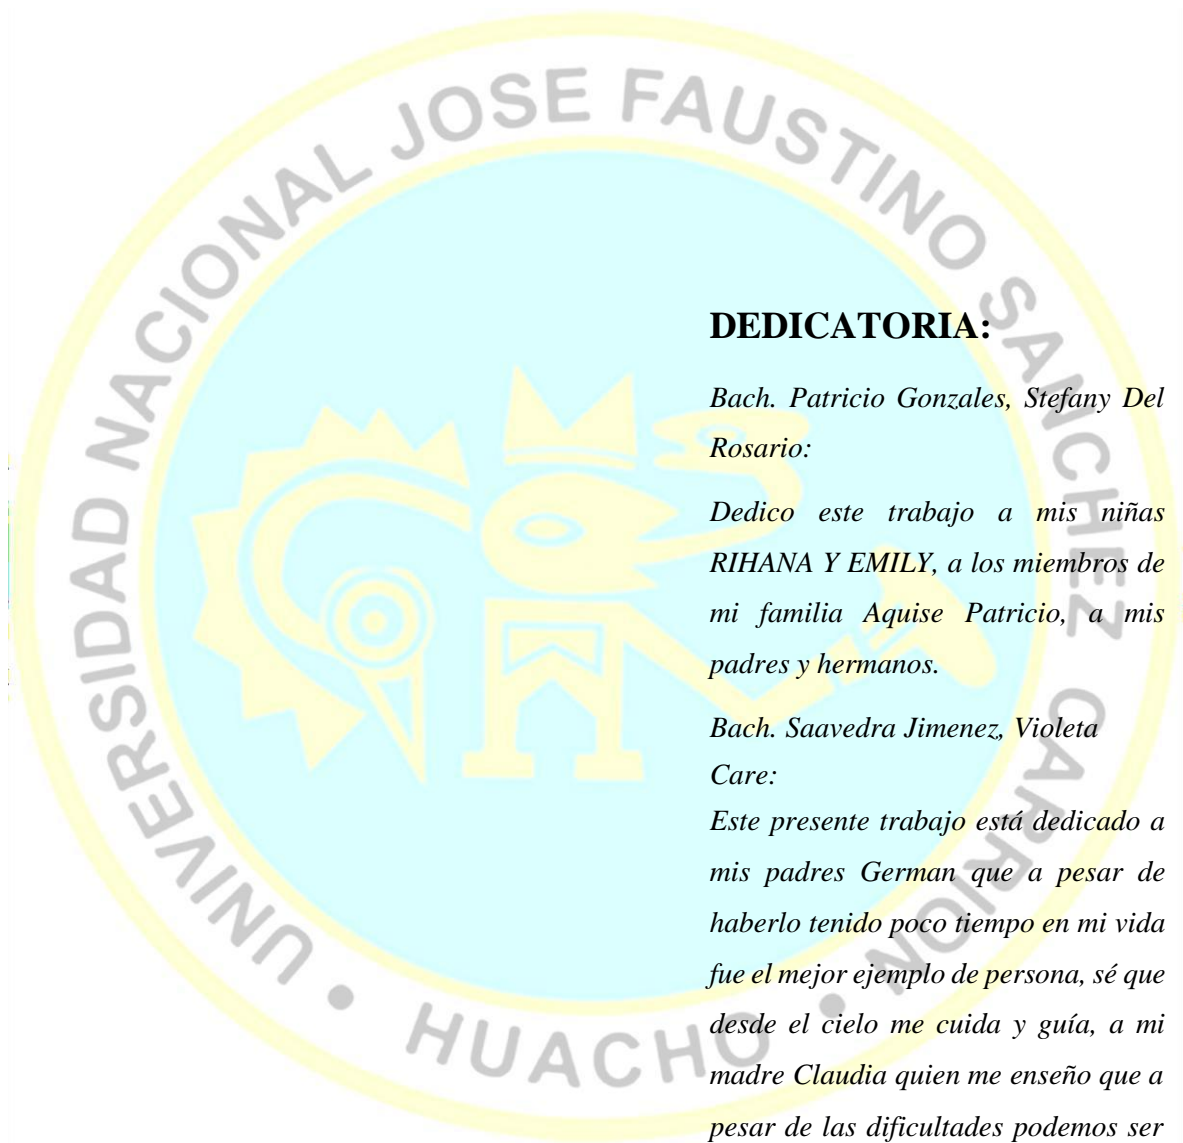 UNIVERSIDAD NACIONAL JOSE FAUSTINO SANCHEZ CARRION • HUACHO •
DEDICATORIA:
Bach. Patricio Gonzales, Stefany Del
Rosario:
Dedico este trabajo a mis niñas
RIHANA Y EMILY, a los miembros de
mi familia Aquise Patricio, a mis
padres y hermanos.
Bach. Saavedra Jimenez, Violeta
Care:
Este presente trabajo está dedicado a
mis padres German que a pesar de
haberlo tenido poco tiempo en mi vida
fue el mejor ejemplo de persona, sé que
desde el cielo me cuida y guía, a mi
madre Claudia quien me enseño que a
pesar de las dificultades podemos ser